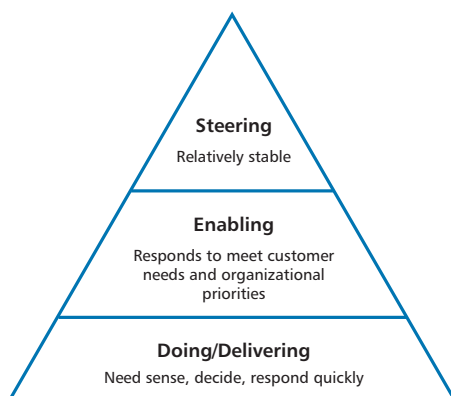 Steering
Relatively stable
Enabling
Responds to meet customer
needs and organizational
priorities
Doing/Delivering
Need sense, decide, respond quickly